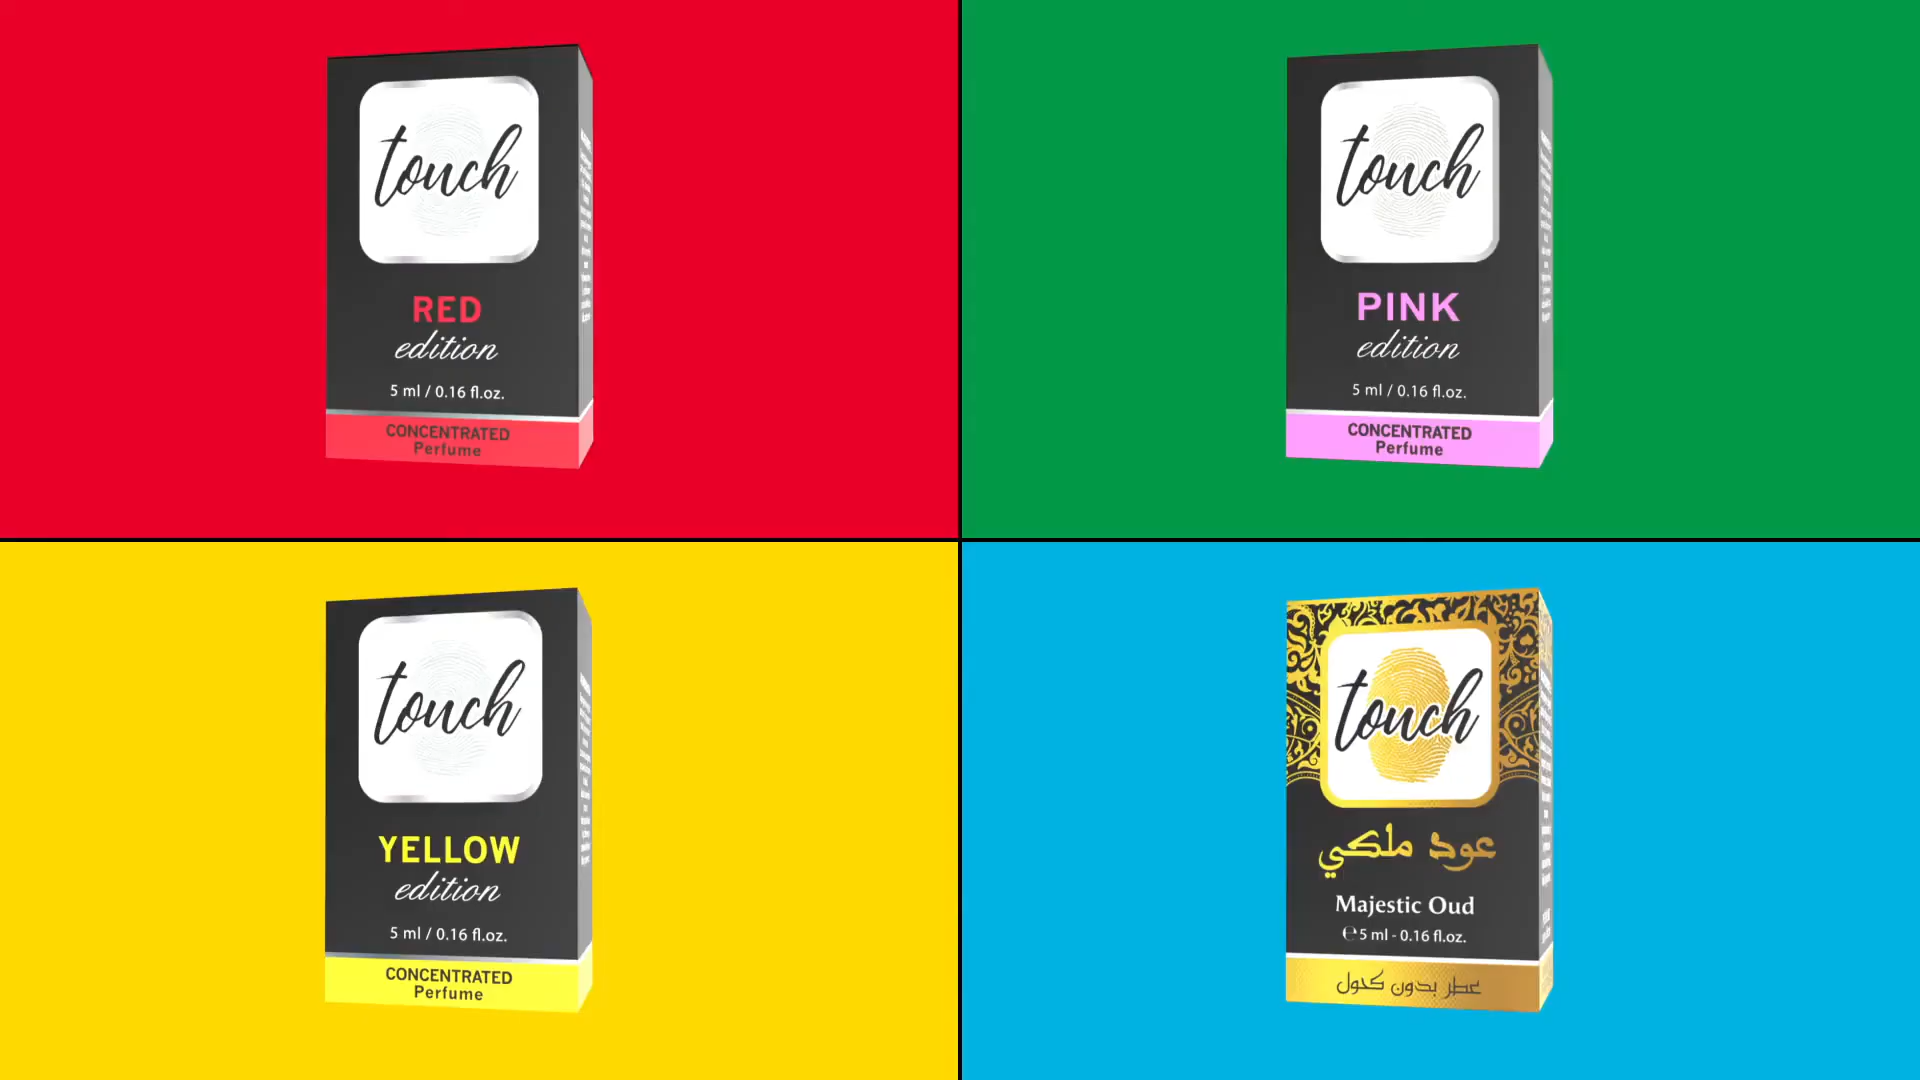 touch
RED
edition
5 ml / 0.16 fl.oz.
CONCENTRATED
Perfume
touch
PINK
edition
5 ml / 0.16 fl.oz.
CONCENTRATED
Perfume
touch
YELLOW
edition
5 ml / 0.16 fl.oz.
CONCENTRATED
Perfume
touch
عود ملكي
Majestic Oud
℮ 5 ml - 0.16 fl.oz.
عطر بدون كحول